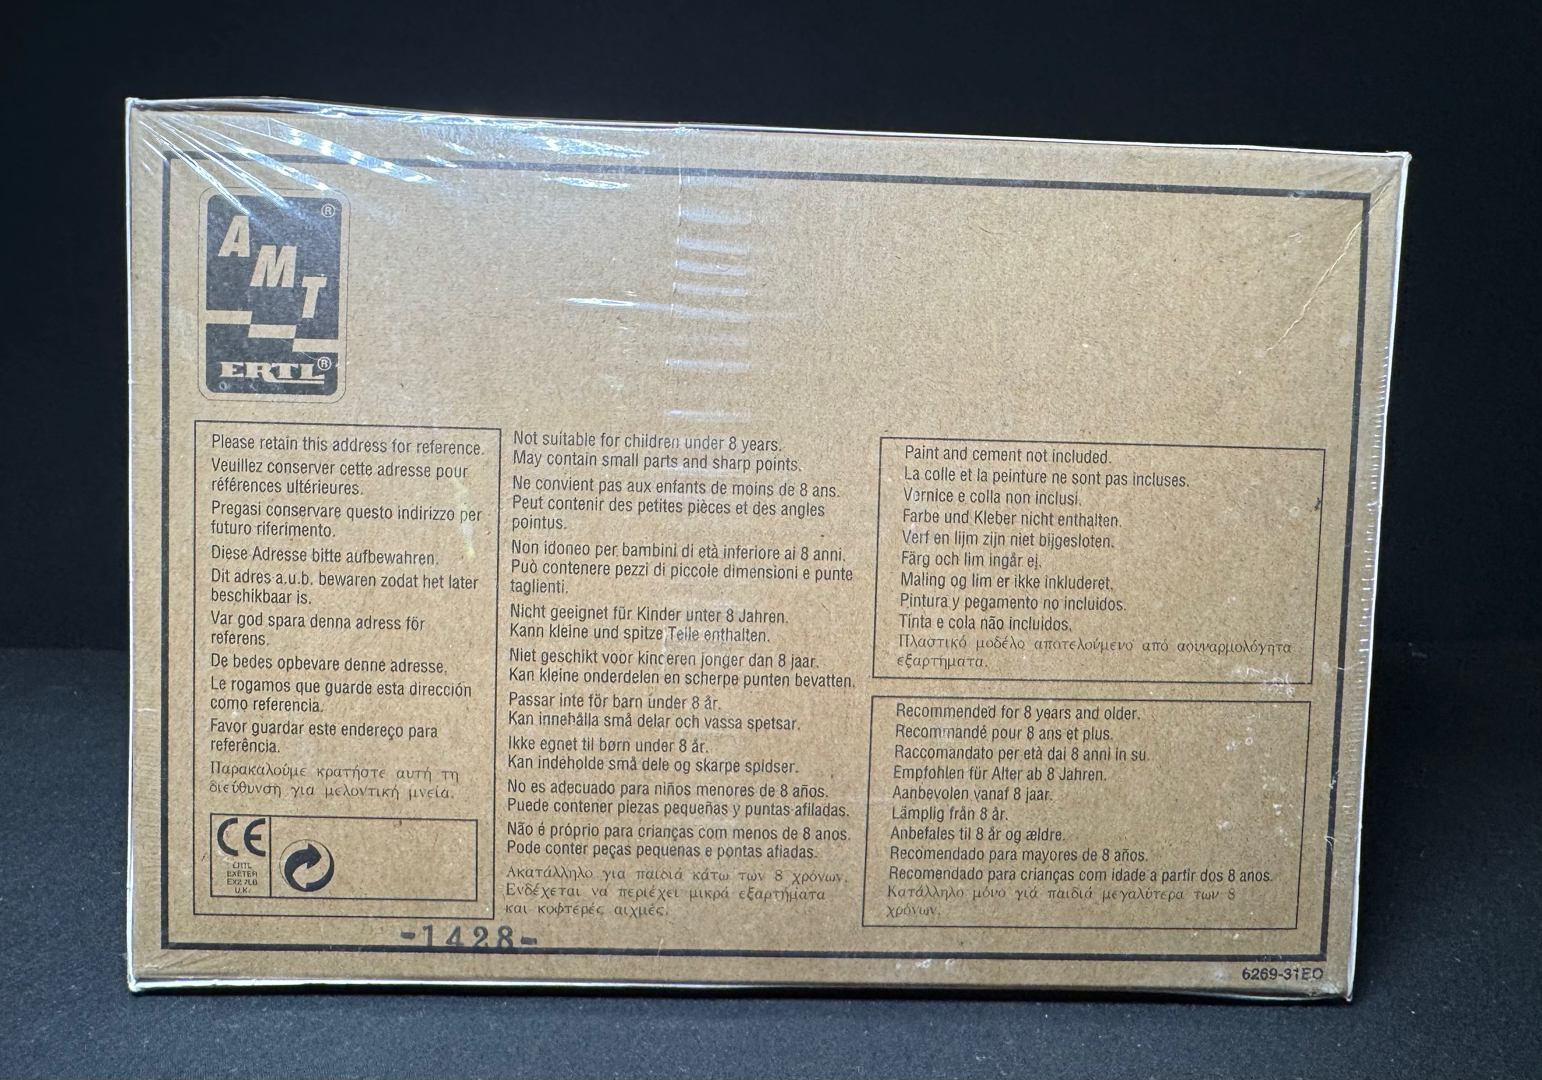 AMT®
ERTL®
Please retain this address for reference.
Veuillez conserver cette adresse pour
références ultérieures.
Pregasi conservare questo indirizzo per
futuro riferimento.
Diese Adresse bitte aufbewahren.
Dit adres a.u.b. bewaren zodat het later
beschikbaar is.
Var god spara denna adress för
referens.
De bedes opbevare denne adresse.
Le rogamos que guarde esta dirección
como referencia.
Favor guardar este endereço para
referência.
Παρακαλούμε κρατήστε αυτή τη
διεύθυνση για μελοντική μνεία.
CE
ERTL
EXETER
EX2 7LB
U.K.
Not suitable for children under 8 years.
May contain small parts and sharp points.
Ne convient pas aux enfants de moins de 8 ans.
Peut contenir des petites pièces et des angles
pointus.
Non idoneo per bambini di età inferiore ai 8 anni.
Può contenere pezzi di piccole dimensioni e punte
taglienti.
Nicht geeignet für Kinder unter 8 Jahren.
Kann kleine und spitze Teile enthalten.
Niet geschikt voor kinderen jonger dan 8 jaar.
Kan kleine onderdelen en scherpe punten bevatten.
Passar inte för barn under 8 år.
Kan innehålla små delar och vassa spetsar.
Ikke egnet til børn under 8 år.
Kan indeholde små dele og skarpe spidser.
No es adecuado para niños menores de 8 años.
Puede contener piezas pequeñas y puntas afiladas.
Não é próprio para crianças com menos de 8 anos.
Pode conter peças pequenas e pontas afiadas.
Ακατάλληλο για παιδιά κάτω των 8 χρόνων.
Ενδέχεται να περιέχει μικρά εξαρτήματα
και κοφτερές αιχμές.
Paint and cement not included.
La colle et la peinture ne sont pas incluses.
Vernice e colla non inclusi.
Farbe und Kleber nicht enthalten.
Verf en lijm zijn niet bijgesloten.
Färg och lim ingår ej.
Maling og lim er ikke inkluderet.
Pintura y pegamento no incluidos.
Tinta e cola não incluidos.
Πλαστικό μοδέλο αποτελούμενο από ασυναρμολόγητα
εξαρτήματα.
Recommended for 8 years and older.
Recommandé pour 8 ans et plus.
Raccomandato per età dai 8 anni in su.
Empfohlen für Alter ab 8 Jahren.
Aanbevolen vanaf 8 jaar.
Lämplig från 8 år.
Anbefales til 8 år og ældre.
Recomendado para mayores de 8 años.
Recomendado para crianças com idade a partir dos 8 anos.
Κατάλληλο μόνο γιά παιδιά μεγαλύτερα των 8
χρόνων.
-1428-
6269-31EO